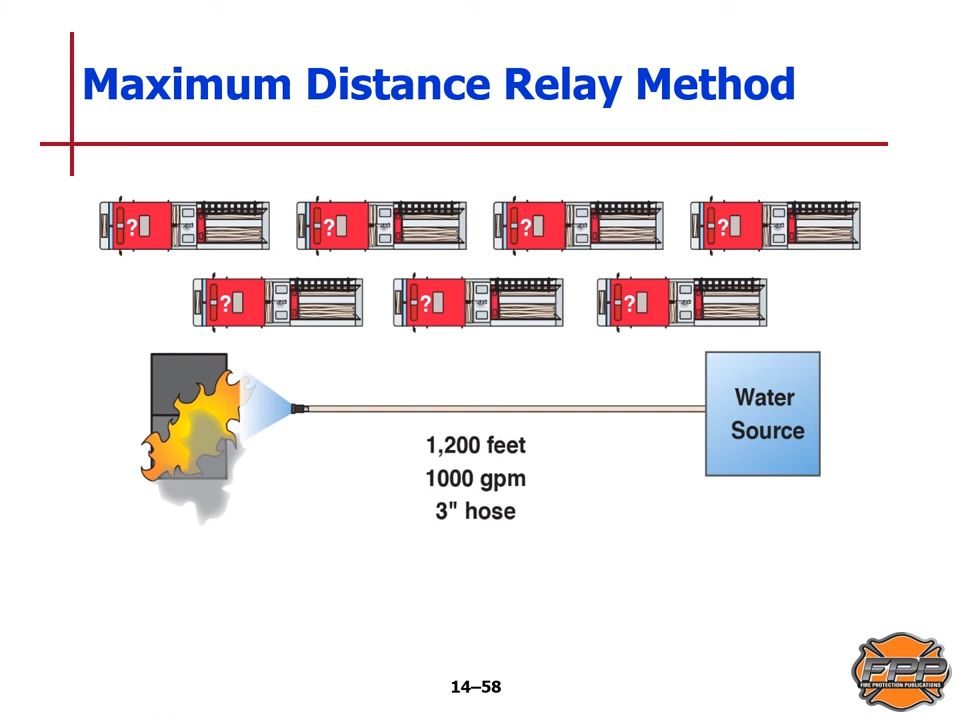 Maximum Distance Relay Method
? ? ? ?
? ? ?
Water
Source
1,200 feet
1000 gpm
3" hose
14–58
FPP
FIRE PROTECTION PUBLICATIONS